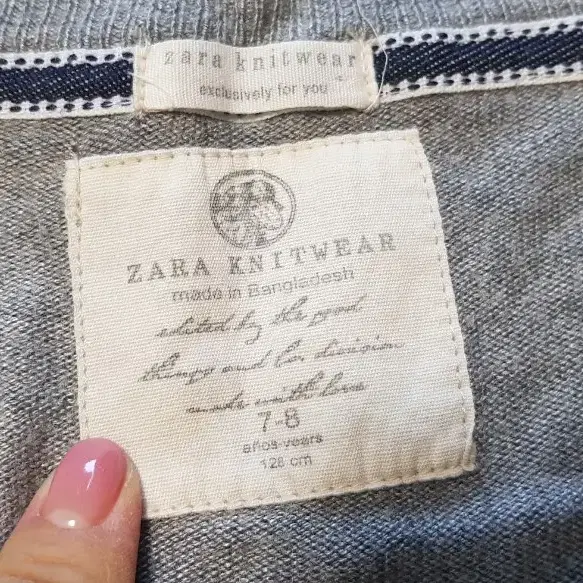 zara knitwear
exclusively for you
ZARA KNITWEAR
made in Bangladesh
edited by the good
things and co. division
made with love
7-8
años-years
128 cm